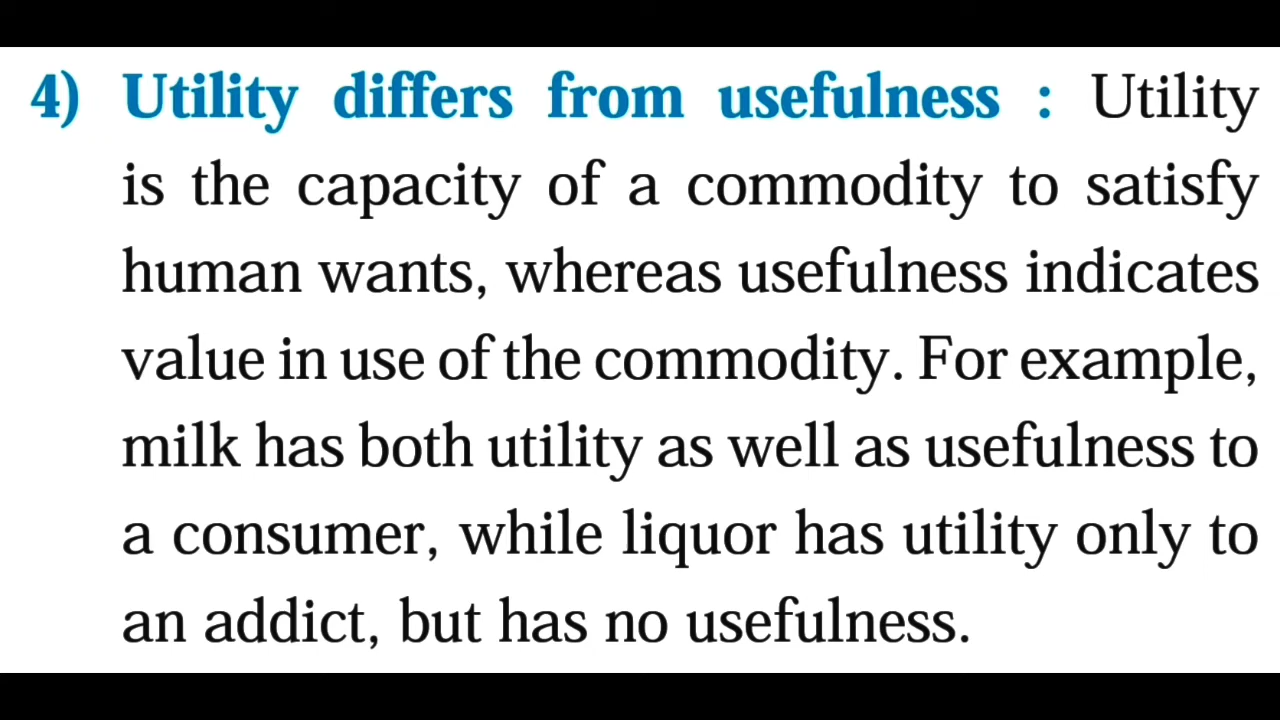 4) Utility differs from usefulness : Utility
is the capacity of a commodity to satisfy
human wants, whereas usefulness indicates
value in use of the commodity. For example,
milk has both utility as well as usefulness to
a consumer, while liquor has utility only to
an addict, but has no usefulness.